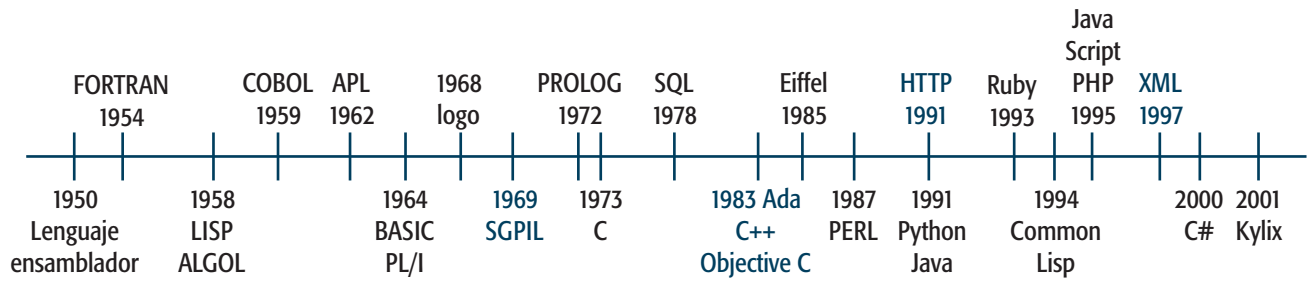 Java
Script
FORTRAN COBOL APL 1968 PROLOG SQL Eiffel HTTP Ruby PHP XML
1954 1959 1962 logo 1972 1978 1985 1991 1993 1995 1997
1950 1958 1964 1969 1973 1983 Ada 1987 1991 1994 2000 2001
Lenguaje LISP BASIC SGPIL C C++ PERL Python Common C# Kylix
ensamblador ALGOL PL/I Objective C Java Lisp